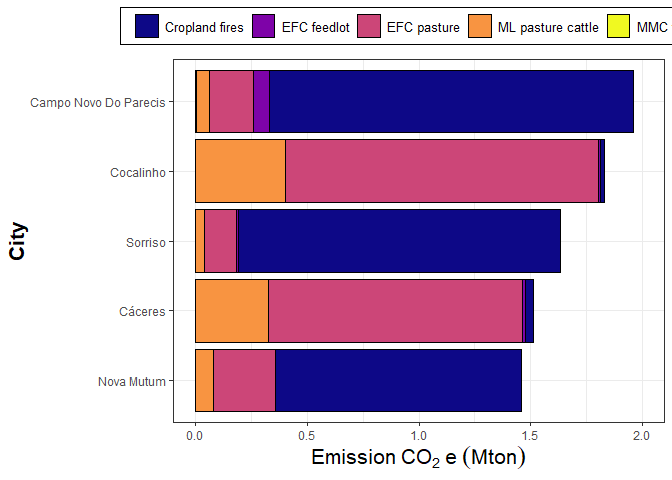 Cropland fires EFC feedlot EFC pasture ML pasture cattle MMC
Campo Novo Do Parecis
Cocalinho
Sorriso
Cáceres
Nova Mutum
City
0.0 0.5 1.0 1.5 2.0
Emission CO₂ e (Mton)